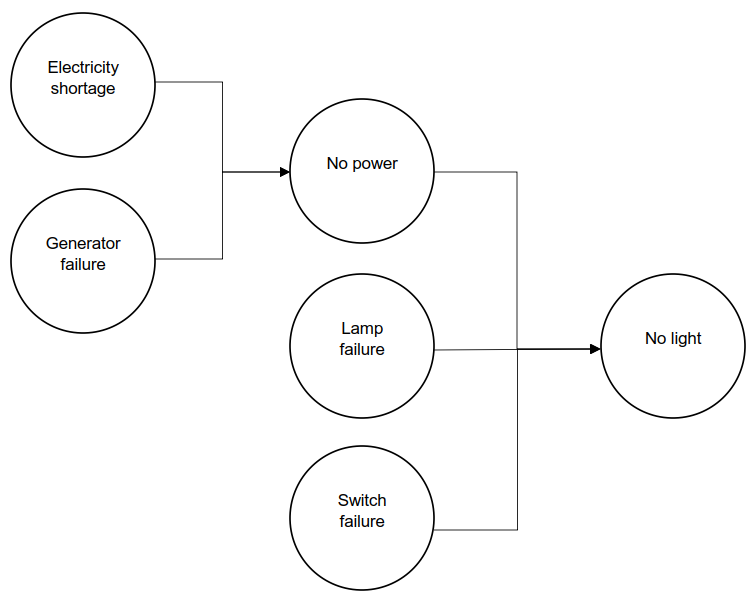 Electricity
shortage
Generator
failure
No power
Lamp
failure
Switch
failure
No light